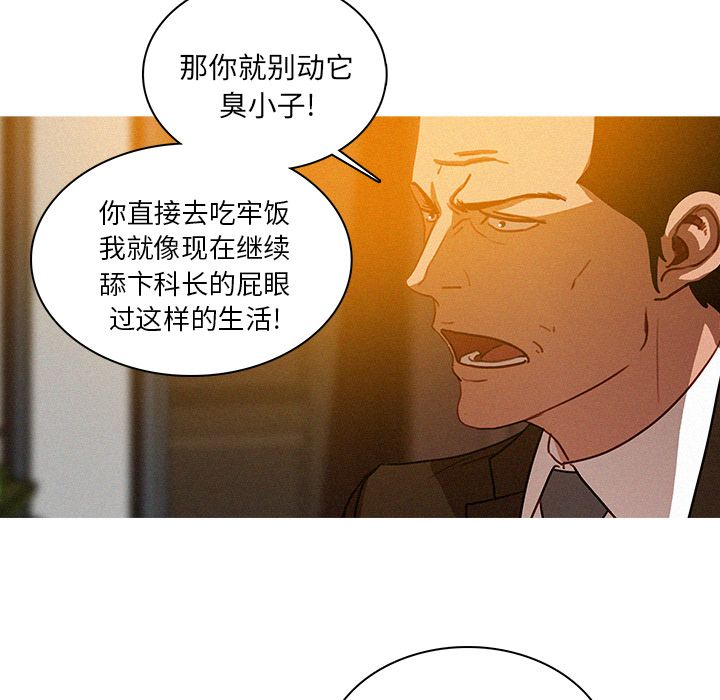 那你就别动它
臭小子!
你直接去吃牢饭
我就像现在继续
舔卞科长的屁眼
过这样的生活!